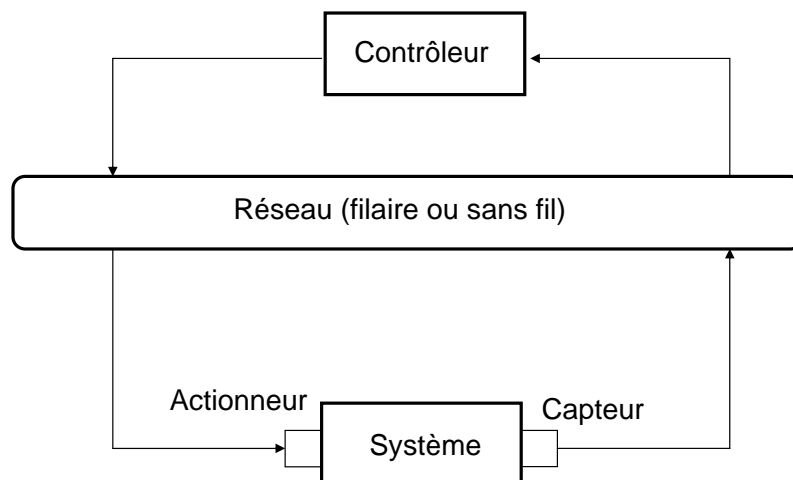 Contrôleur
Réseau (filaire ou sans fil)
Actionneur
Capteur
Système